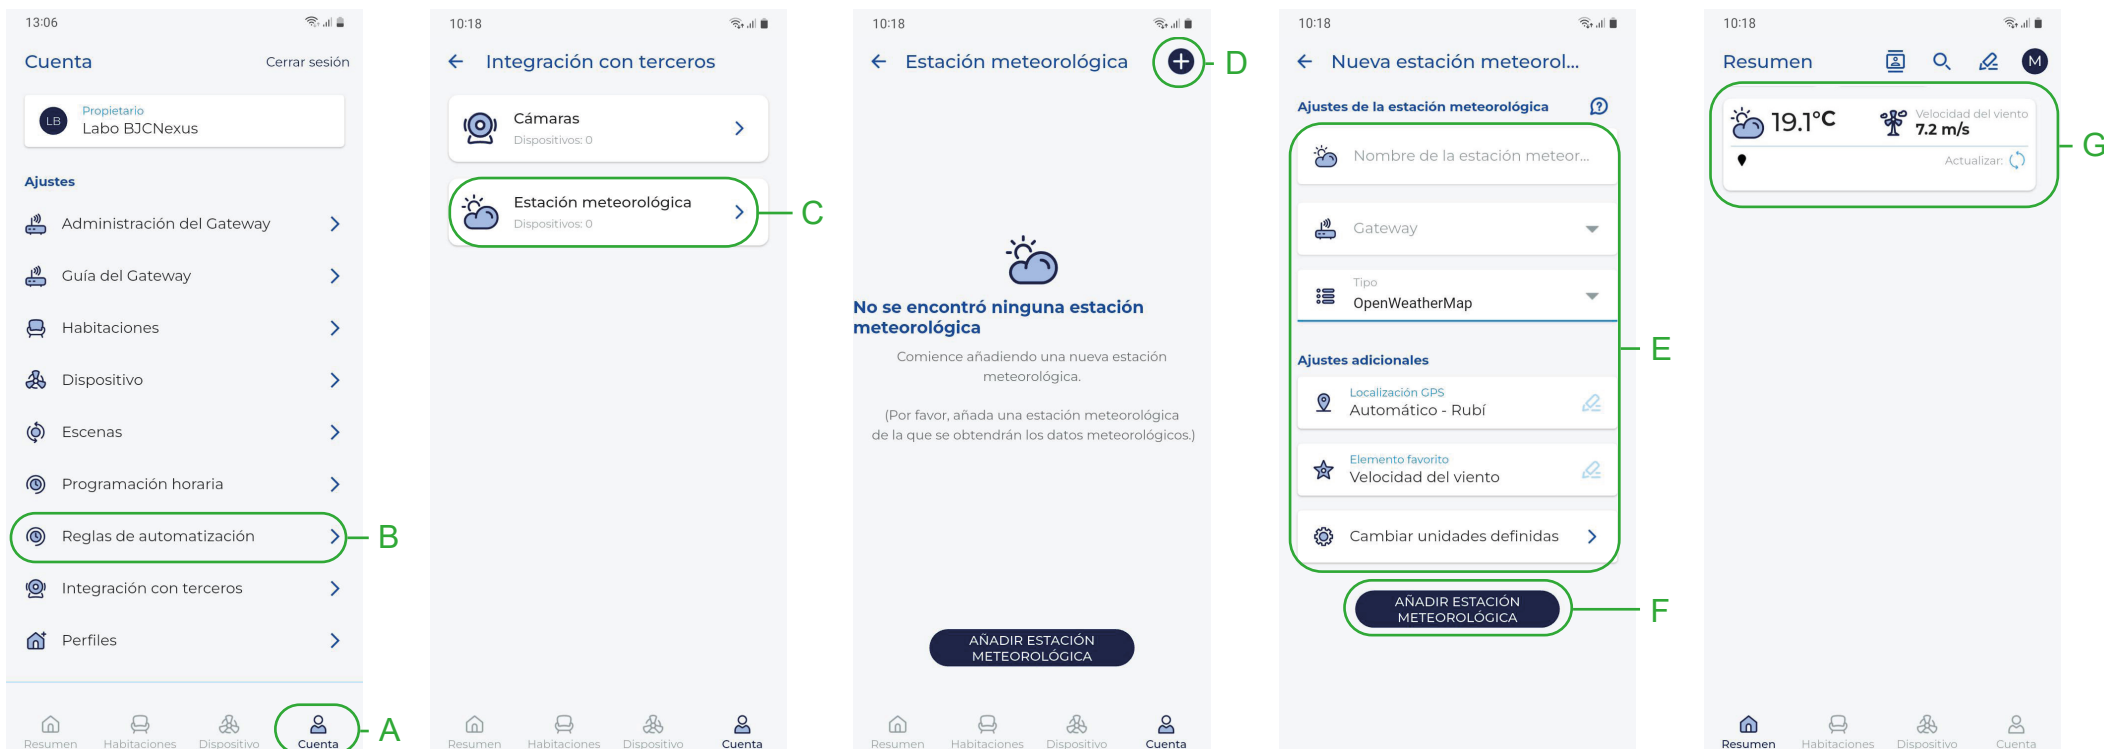 13:06
Cuenta
Cerrar sesión
LB
Propietario
Labo BJCNexus
Ajustes
Administración del Gateway
Guía del Gateway
Habitaciones
Dispositivo
Escenas
Programación horaria
Reglas de automatización
B
Integración con terceros
Perfiles
Resumen
Habitaciones
Dispositivo
Cuenta
A
10:18
Integración con terceros
Cámaras
Dispositivos: 0
Estación meteorológica
Dispositivos: 0
C
Resumen
Habitaciones
Dispositivo
Cuenta
10:18
Estación meteorológica
D
No se encontró ninguna estación
meteorológica
Comience añadiendo una nueva estación
meteorológica.
(Por favor, añada una estación meteorológica
de la que se obtendrán los datos meteorológicos.)
AÑADIR ESTACIÓN
METEOROLÓGICA
Resumen
Habitaciones
Dispositivo
Cuenta
10:18
Nueva estación meteorol...
Ajustes de la estación meteorológica
Nombre de la estación meteor...
Gateway
Tipo
OpenWeatherMap
E
Ajustes adicionales
Localización GPS
Automático - Rubí
Elemento favorito
Velocidad del viento
Cambiar unidades definidas
AÑADIR ESTACIÓN
METEOROLÓGICA
F
10:18
Resumen
M
19.1°C
Velocidad del viento
7.2 m/s
G
Actualizar:
Resumen
Habitaciones
Dispositivo
Cuenta